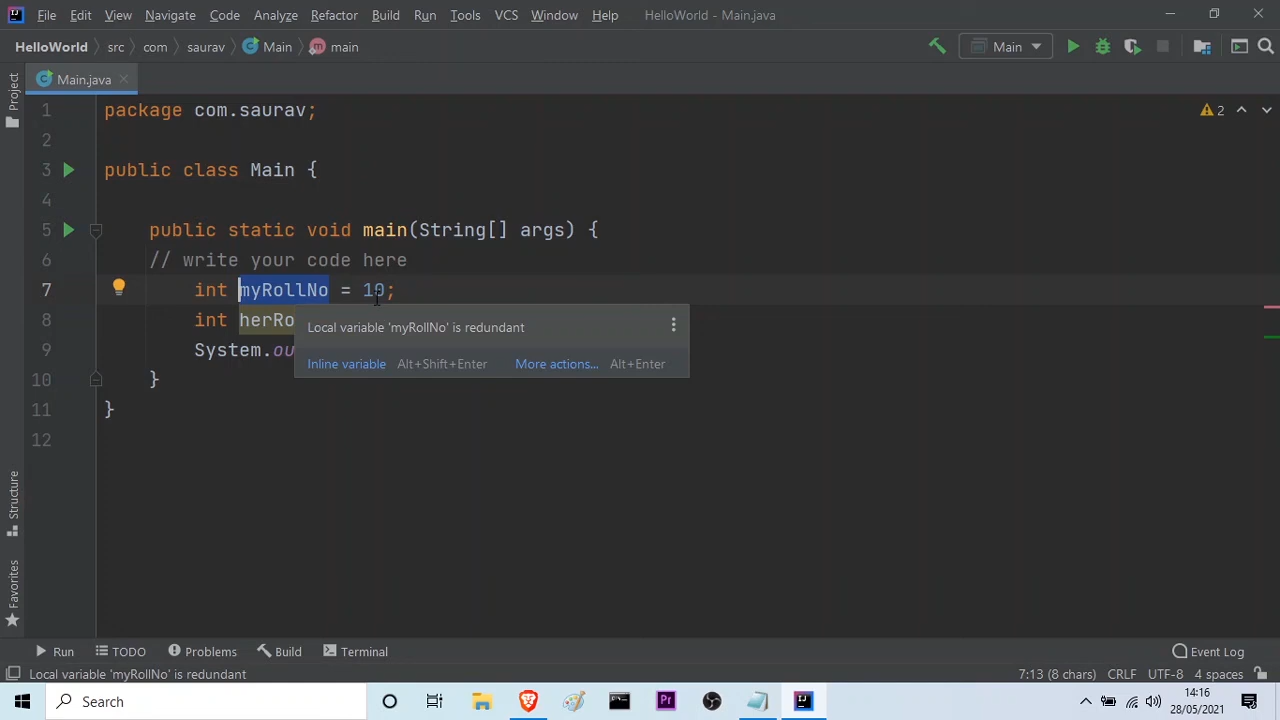 File Edit View Navigate Code Analyze Refactor Build Run Tools VCS Window Help HelloWorld - Main.java
HelloWorld src com saurav Main main Main
Project
Main.java
1 package com.saurav;
2
3 public class Main {
4
5 public static void main(String[] args) {
6 // write your code here
7 int myRollNo = 10;
8 int herRo
9 System.ou
10 }
11 }
12
2
Local variable 'myRollNo' is redundant
Inline variable Alt+Shift+Enter More actions... Alt+Enter
Structure
Favorites
Run TODO Problems Build Terminal Event Log
Local variable 'myRollNo' is redundant 7:13 (8 chars) CRLF UTF-8 4 spaces
Search
Pr
14:16
28/05/2021